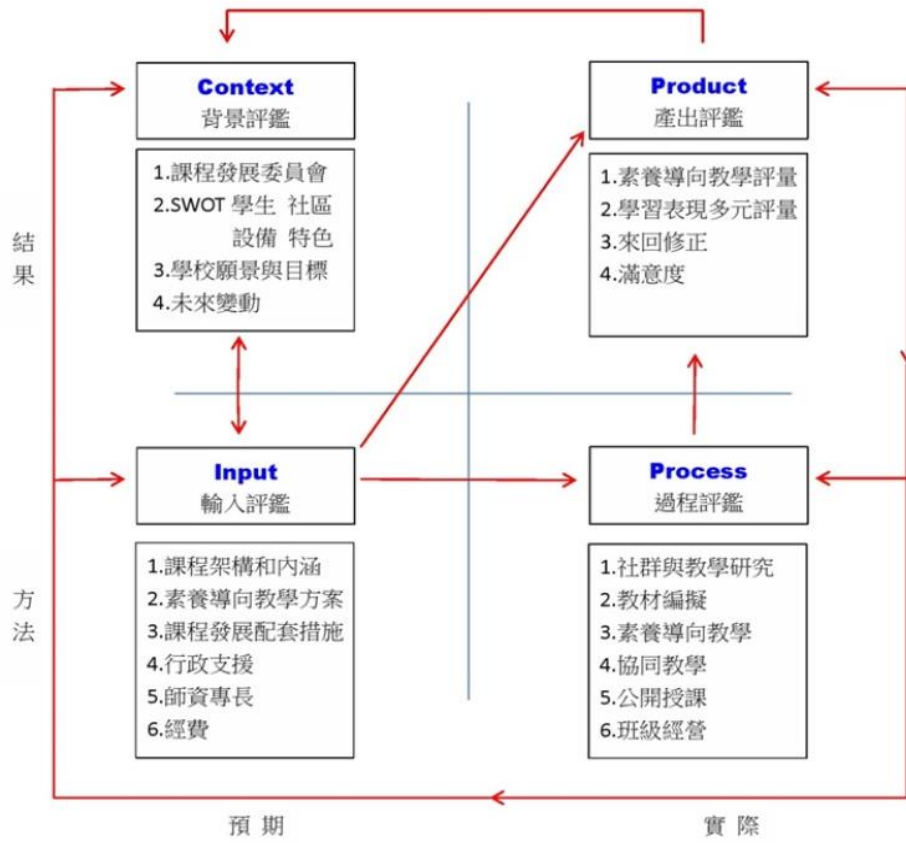 Context
背景評鑑
1.課程發展委員會
2.SWOT 學生 社區
設備 特色
3.學校願景與目標
4.未來變動
Product
產出評鑑
1.素養導向教學評量
2.學習表現多元評量
3.來回修正
4.滿意度
結果
Input
輸入評鑑
1.課程架構和內涵
2.素養導向教學方案
3.課程發展配套措施
4.行政支援
5.師資專長
6.經費
Process
過程評鑑
1.社群與教學研究
2.教材編擬
3.素養導向教學
4.協同教學
5.公開授課
6.班級經營
方法
預期
實際